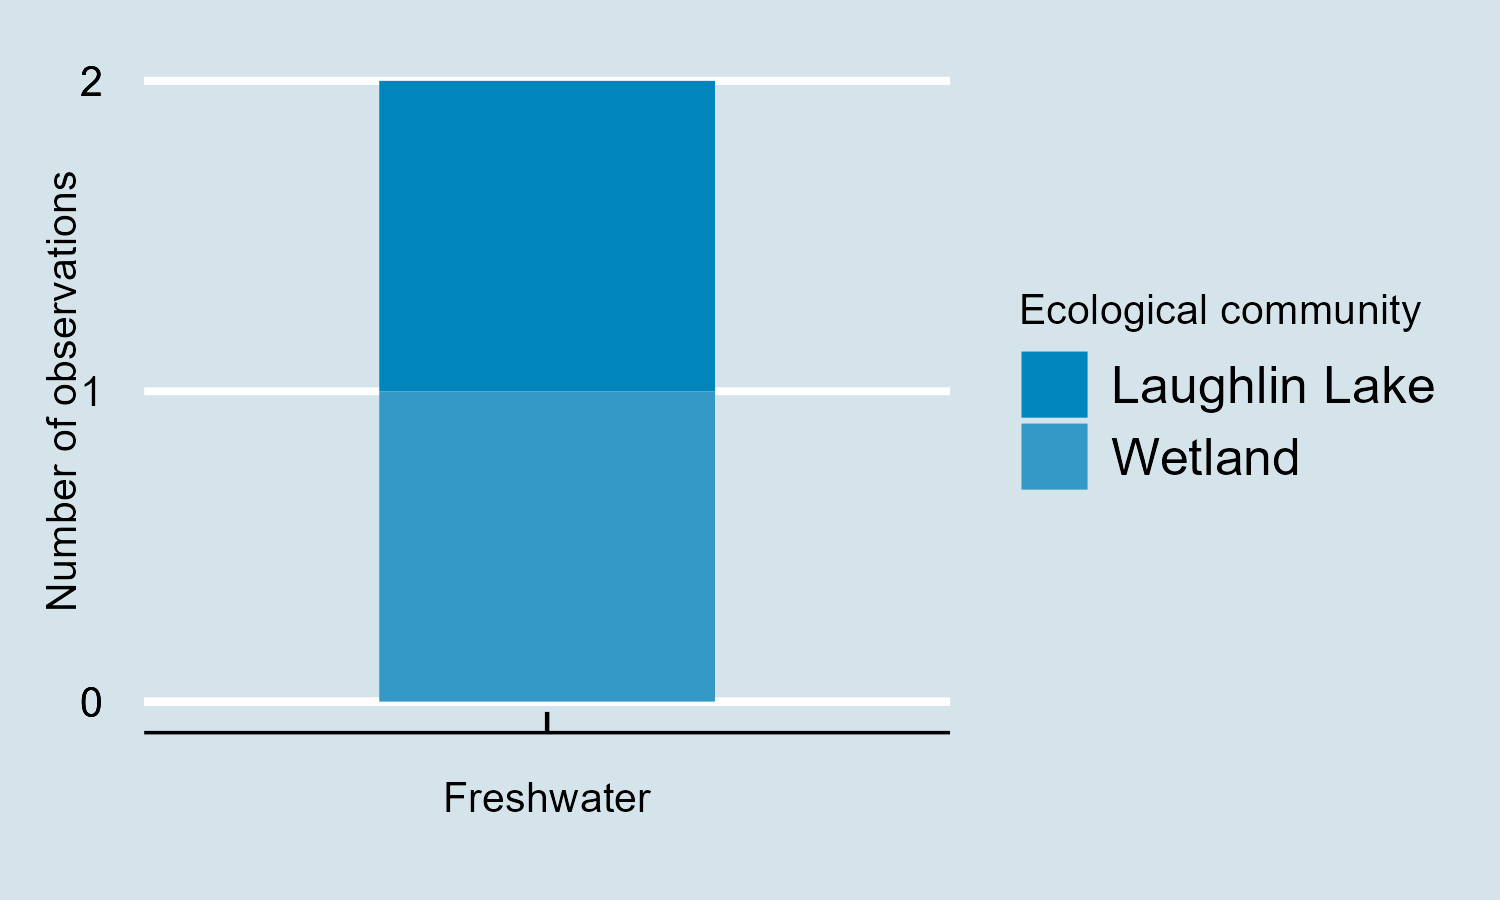 2
1
0
Number of observations
Freshwater
Ecological community
Laughlin Lake
Wetland